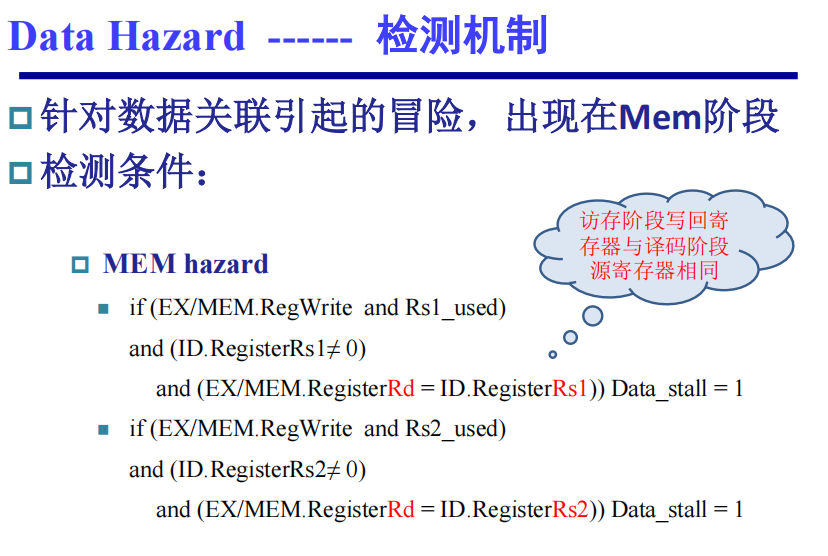 Data Hazard ------ 检测机制
针对数据关联引起的冒险，出现在Mem阶段
检测条件：
访存阶段写回寄
存器与译码阶段
源寄存器相同
MEM hazard
if (EX/MEM.RegWrite and Rs1_used)
and (ID.RegisterRs1≠ 0)
and (EX/MEM.RegisterRd = ID.RegisterRs1)) Data_stall = 1
if (EX/MEM.RegWrite and Rs2_used)
and (ID.RegisterRs2≠ 0)
and (EX/MEM.RegisterRd = ID.RegisterRs2)) Data_stall = 1